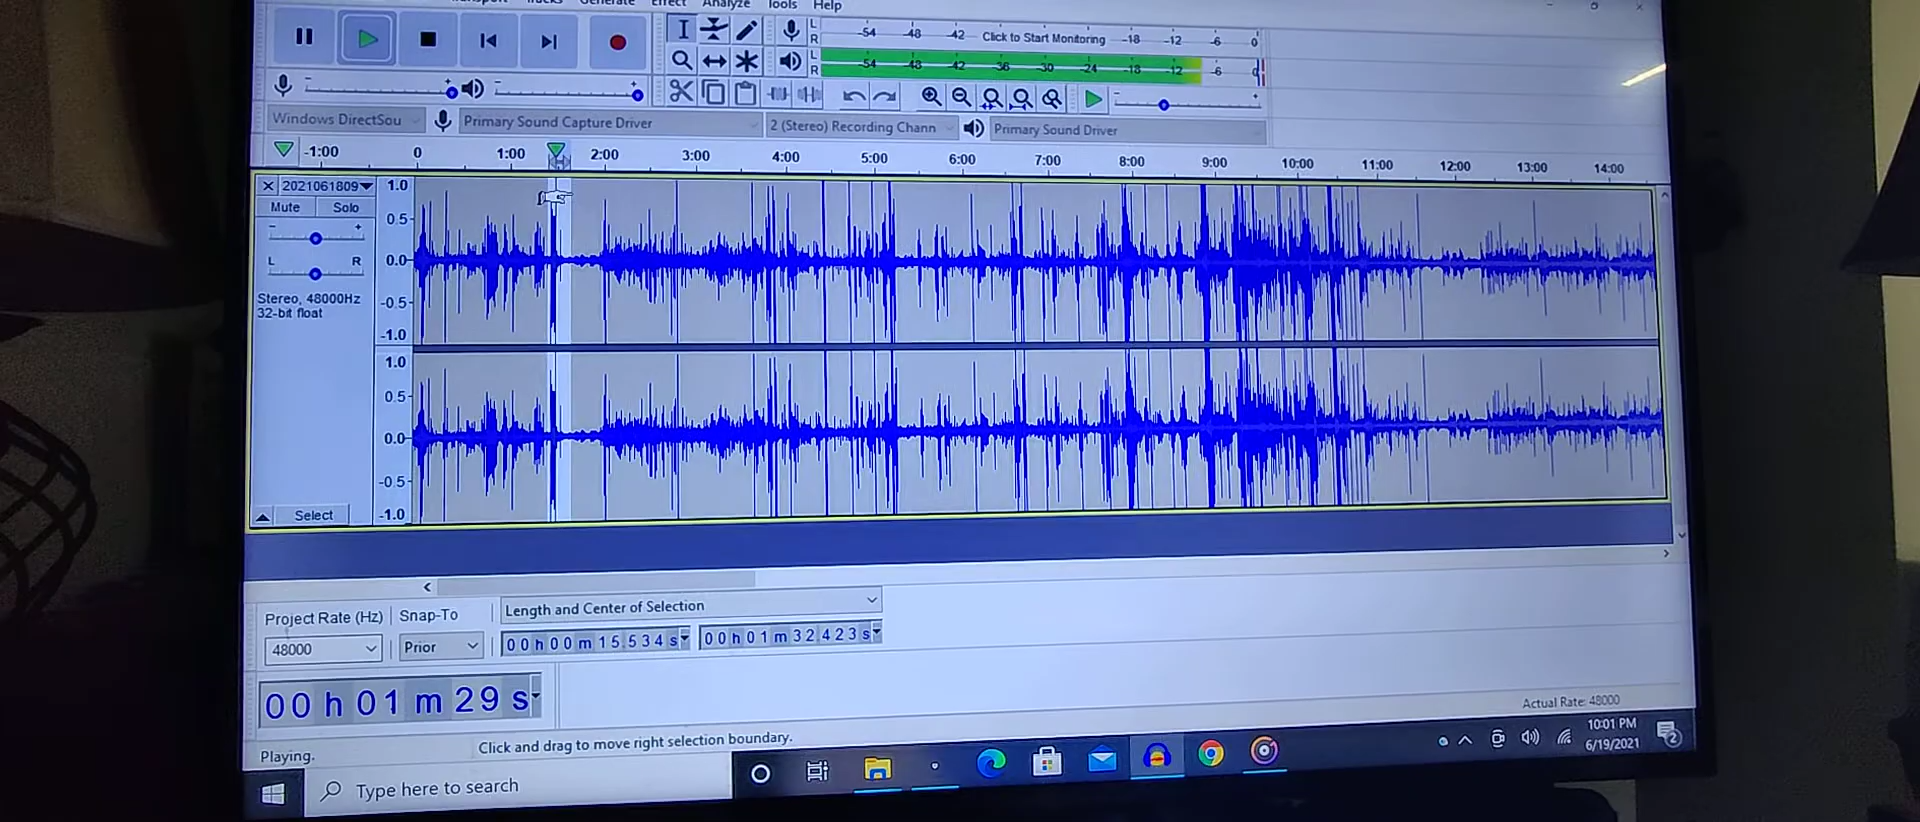 Tracks Generate Effect Analyze Tools Help
L R -54 -48 -42 Click to Start Monitoring -18 -12 -6 0
L R -54 -48 -42 -36 -30 -24 -18 -12 -6 0
- + - +
- +
Windows DirectSou Primary Sound Capture Driver 2 (Stereo) Recording Chann Primary Sound Driver
-1:00 0 1:00 2:00 3:00 4:00 5:00 6:00 7:00 8:00 9:00 10:00 11:00 12:00 13:00 14:00
2021061809
Mute Solo
- +
L R
Stereo, 48000Hz
32-bit float
Select
1.0
0.5
0.0
-0.5
-1.0
1.0
0.5
0.0
-0.5
-1.0
Project Rate (Hz) Snap-To Length and Center of Selection
48000 Prior 00 h 00 m 15.534 s 00 h 01 m 32.423 s
00 h 01 m 29 s
Actual Rate: 48000
Playing. Click and drag to move right selection boundary.
Type here to search
10:01 PM
6/19/2021
2